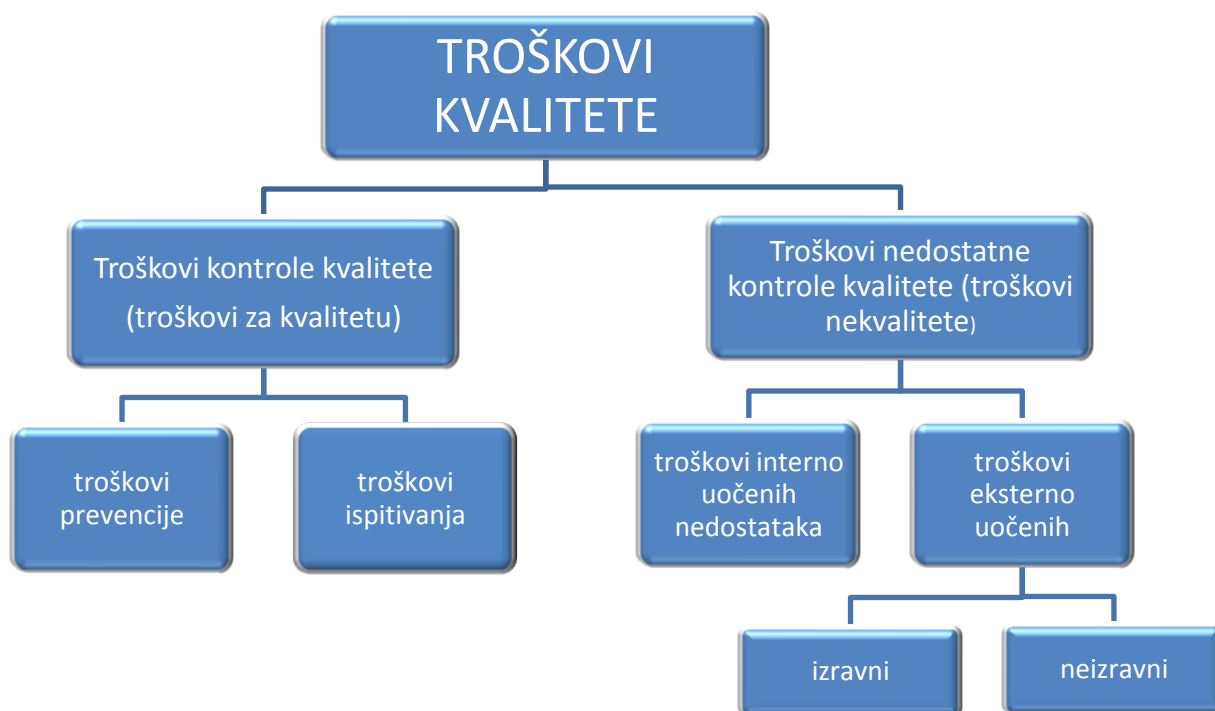 TROŠKOVI
KVALITETE
Troškovi kontrole kvalitete
(troškovi za kvalitetu)
Troškovi nedostatne
kontrole kvalitete (troškovi
nekvalitete)
troškovi
prevencije
troškovi
ispitivanja
troškovi interno
uočenih
nedostataka
troškovi
eksterno
uočenih
izravni
neizravni